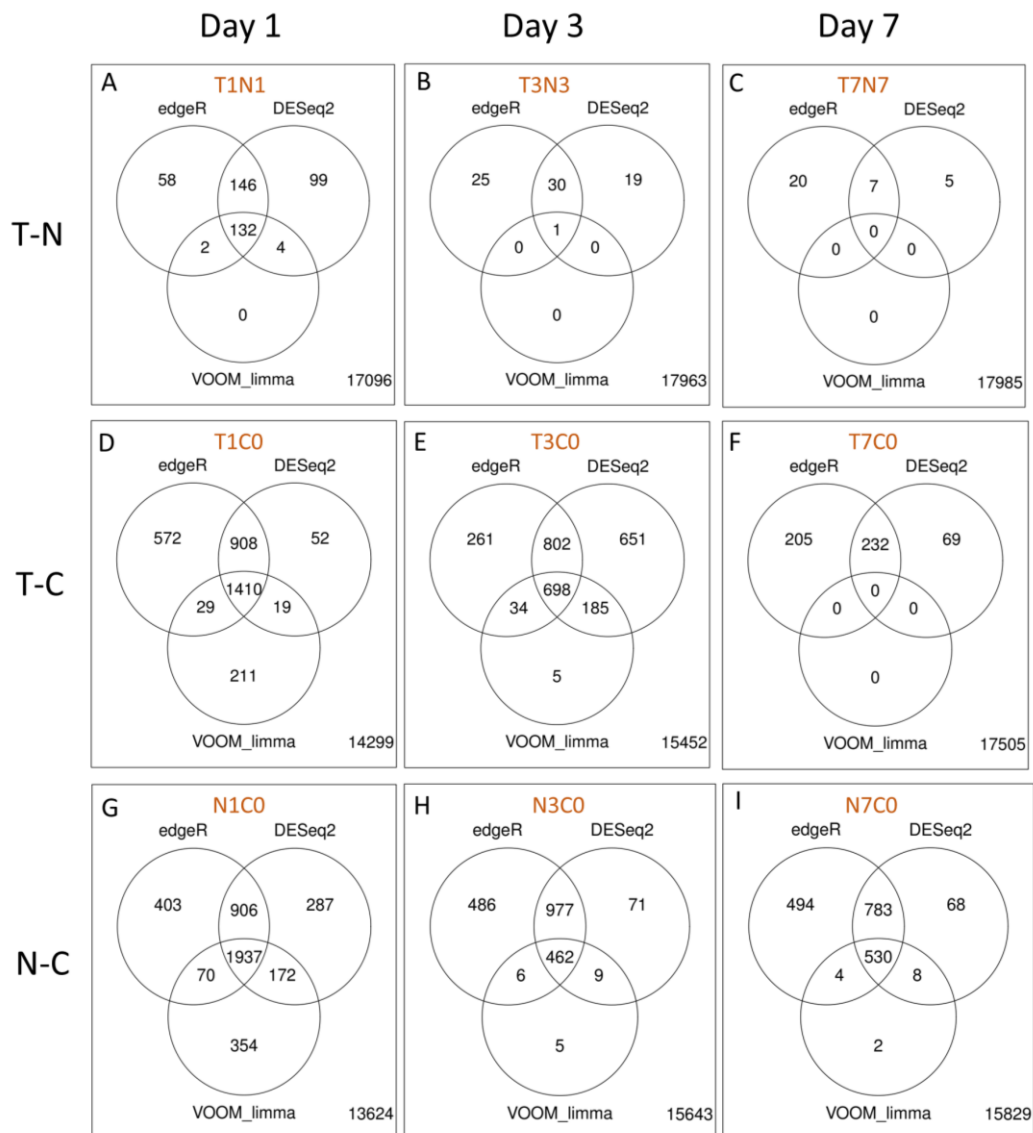 Day 1 Day 3 Day 7
A T1N1 B T3N3 C T7N7
edgeR DESeq2 edgeR DESeq2 edgeR DESeq2
58 146 99 25 30 19 20 7 5
T-N
132 1 0
2 4 0 0 0 0
0 0 0
VOOM_limma 17096 VOOM_limma 17963 VOOM_limma 17985
D T1C0 E T3C0 F T7C0
edgeR DESeq2 edgeR DESeq2 edgeR DESeq2
572 908 52 261 802 651 205 232 69
T-C
1410 698 0
29 19 34 185 0 0
211 5 0
VOOM_limma 14299 VOOM_limma 15452 VOOM_limma 17505
G N1C0 H N3C0 I N7C0
edgeR DESeq2 edgeR DESeq2 edgeR DESeq2
403 906 287 486 977 71 494 783 68
N-C
1937 462 530
70 172 6 9 4 8
354 5 2
VOOM_limma 13624 VOOM_limma 15643 VOOM_limma 15829